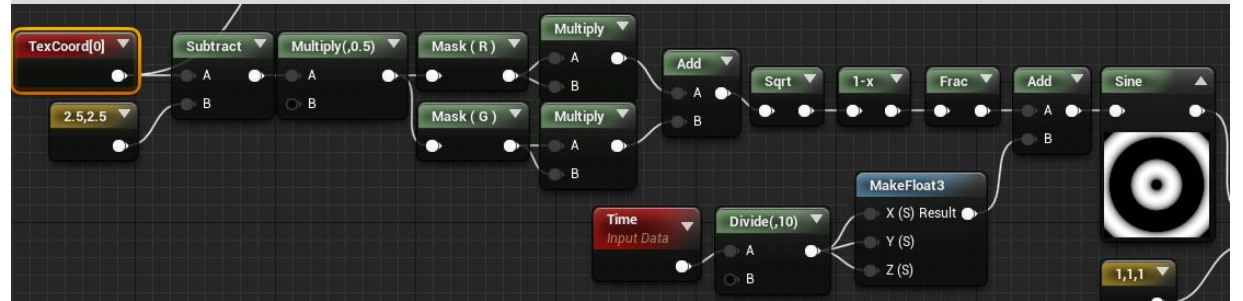 TexCoord[0]
2.5,2.5
Subtract
A
B
Multiply(,0.5)
A
B
Mask ( R )
Mask ( G )
Multiply
A
B
Multiply
A
B
Add
A
B
Sqrt
1-x
Frac
Add
A
B
Sine
Time
Input Data
Divide(,10)
A
B
MakeFloat3
X (S) Result
Y (S)
Z (S)
1,1,1